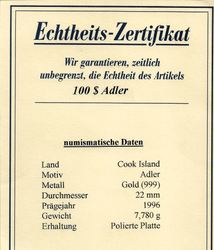 Echtheits-Zertifikat
Wir garantieren, zeitlich
unbegrenzt, die Echtheit des Artikels
100 $ Adler
numismatische Daten
Land Cook Island
Motiv Adler
Metall Gold (999)
Durchmesser 22 mm
Prägejahr 1996
Gewicht 7,780 g
Erhaltung Polierte Platte